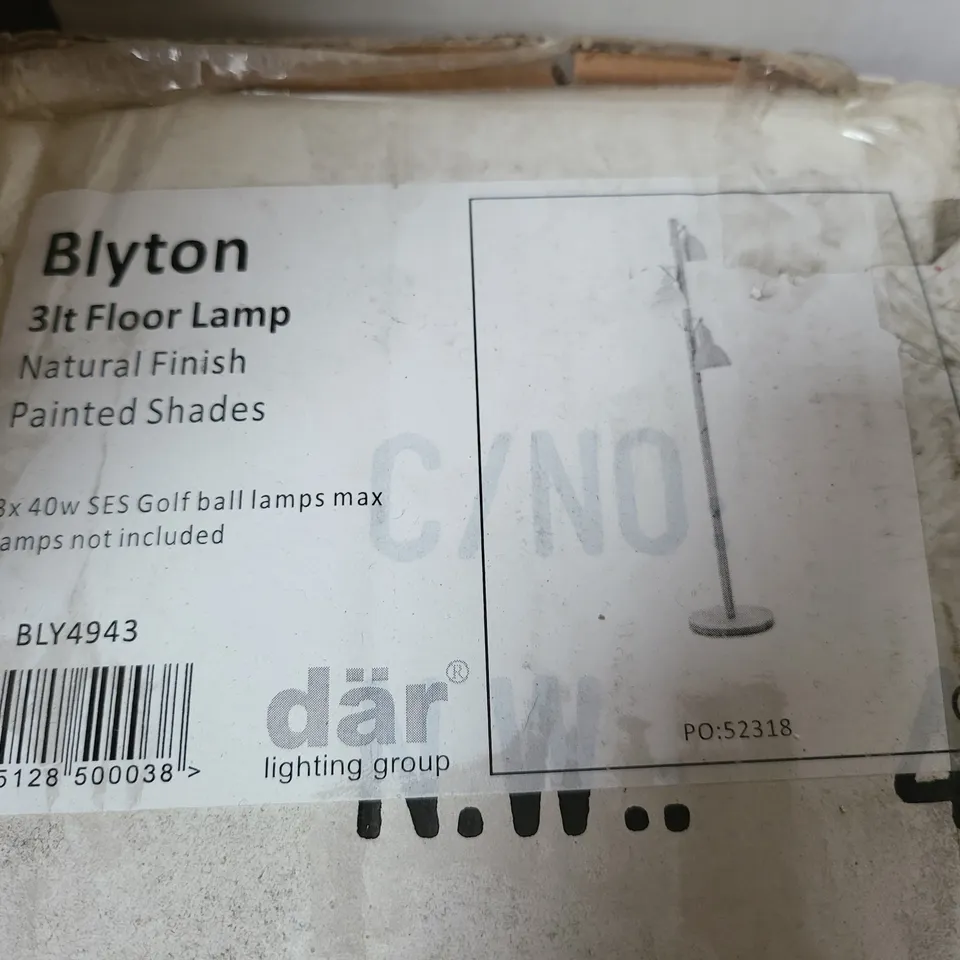 Blyton
3lt Floor Lamp
Natural Finish
Painted Shades
3x 40w SES Golf ball lamps max
amps not included
BLY4943
5128 500038 >
där®
lighting group
C/NO
PO:52318
N.W.: